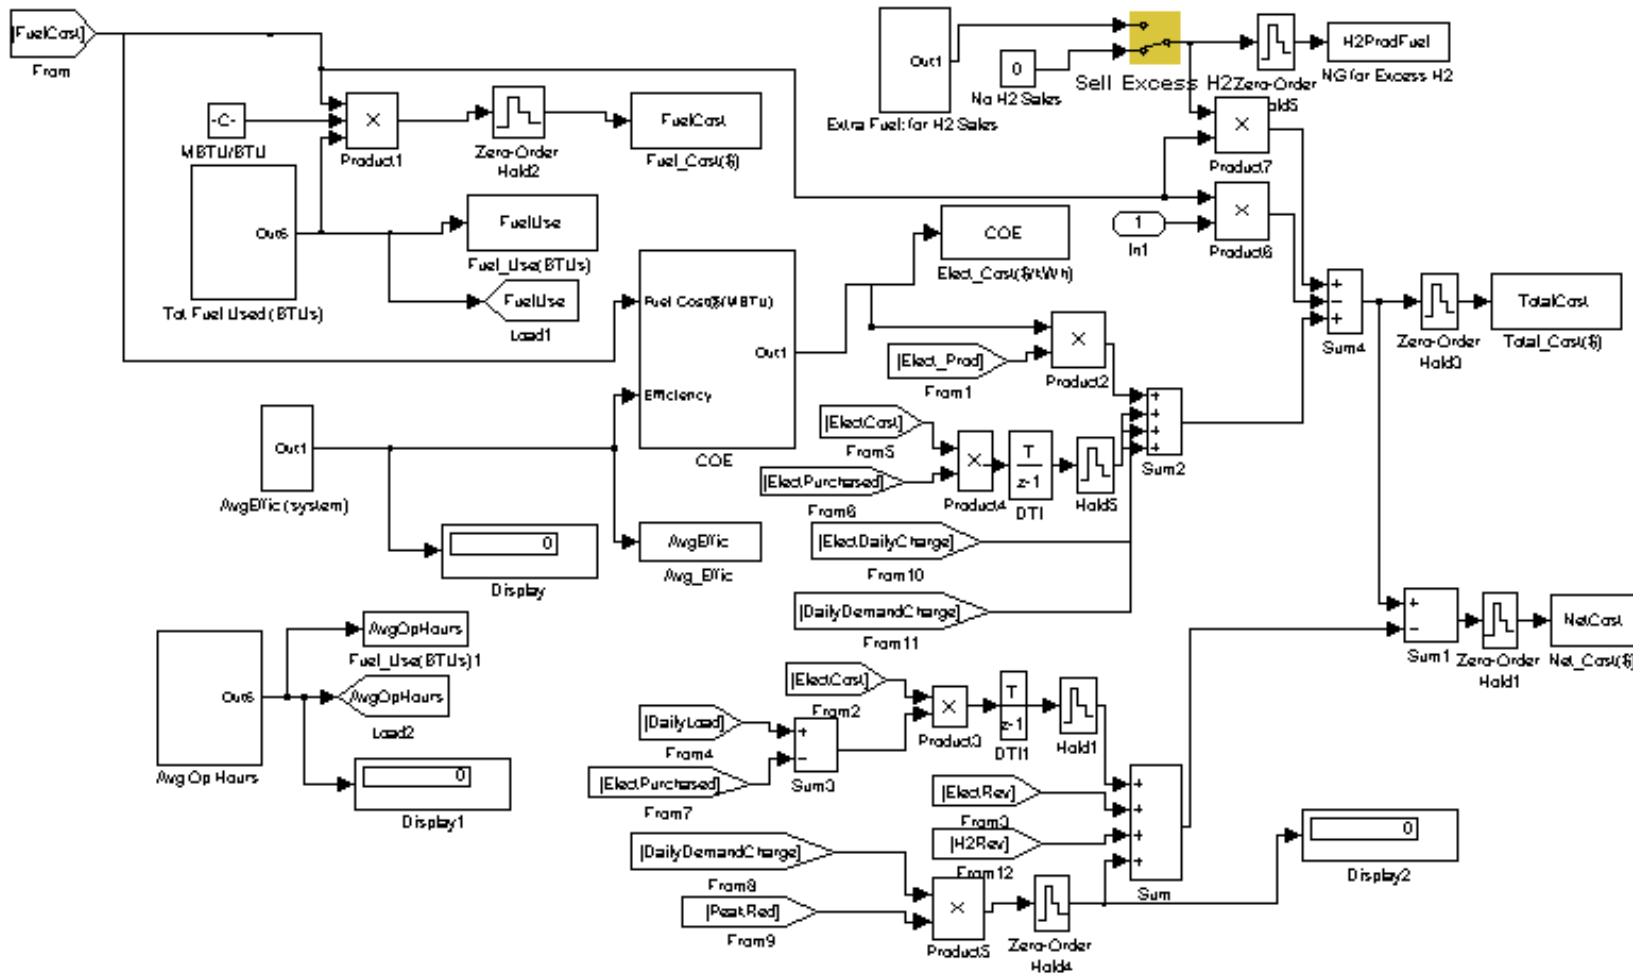 [FuelCost]
From
-C-
MBTU/BTU
×
Product1
Zero-Order
Hold2
FuelCost
Fuel_Cost($)
Out6
Tot Fuel Used (BTUs)
FuelUse
Fuel_Use(BTUs)
FuelUse
Load1
Fuel Cost($/MBTU)
Efficiency
Out1
COE
COE
Elect_Cost($/kWh)
Out1
AvgEffic (system)
0
Display
AvgEffic
Avg_Effic
Out6
Avg Op Hours
AvgOpHours
Fuel_Use(BTUs)1
AvgOpHours
Load2
0
Display1
Out1
Extra Fuel: for H2 Sales
0
No H2 Sales
Sell Excess H2
Zero-Order
Hold6
H2ProdFuel
NG for Excess H2
×
Product7
1
In1
×
Product6
[Elect_Prod]
From1
×
Product2
[ElectCost]
From5
[ElectPurchased]
From6
×
Product4
T
z-1
DTI
Hold5
[ElectDailyCharge]
From10
[DailyDemandCharge]
From11
+
+
+
+
Sum2
+
−
+
Sum4
Zero-Order
Hold3
TotalCost
Total_Cost($)
+
−
Sum1
Zero-Order
Hold1
NetCost
Net_Cost($)
[ElectCost]
From2
[DailyLoad]
From4
[ElectPurchased]
From7
+
−
Sum3
×
Product3
T
z-1
DTI1
Hold1
[ElectRev]
From3
[H2Rev]
From12
[DailyDemandCharge]
From8
[PeakRed]
From9
×
Product5
Zero-Order
Hold4
+
+
+
+
Sum
0
Display2